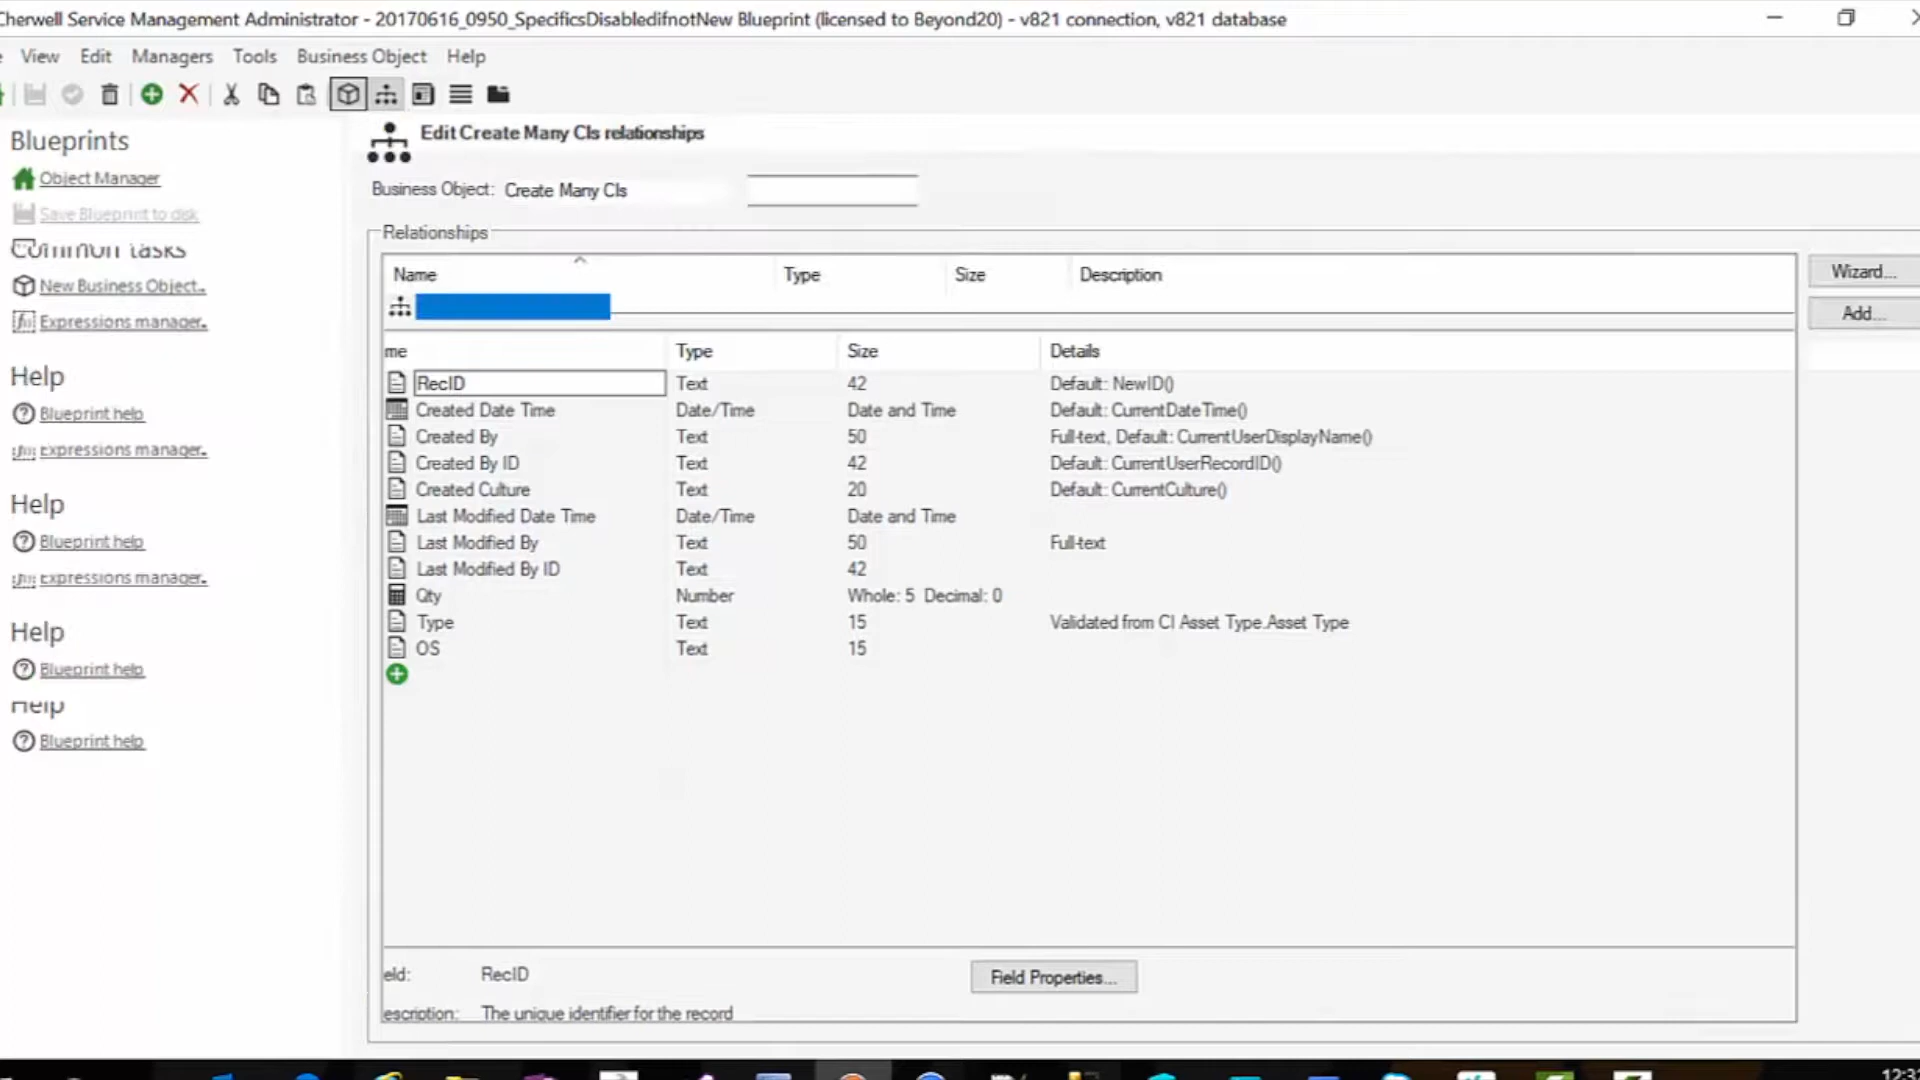 Cherwell Service Management Administrator - 20170616_0950_SpecificsDisabledifnotNew Blueprint (licensed to Beyond20) - v821 connection, v821 database
View Edit Managers Tools Business Object Help
Blueprints
Object Manager
Save Blueprint to disk
Common Tasks
New Business Object...
Expressions manager...
Help
Blueprint help
Expressions manager...
Help
Blueprint help
Expressions manager...
Help
Blueprint help
Help
Blueprint help
Edit Create Many CIs relationships
Business Object: Create Many CIs
Relationships
Name Type Size Description
Wizard...
Add...
me Type Size Details
RecID Text 42 Default: NewID()
Created Date Time Date/Time Date and Time Default: CurrentDateTime()
Created By Text 50 Full-text, Default: CurrentUserDisplayName()
Created By ID Text 42 Default: CurrentUserRecordID()
Created Culture Text 20 Default: CurrentCulture()
Last Modified Date Time Date/Time Date and Time
Last Modified By Text 50 Full-text
Last Modified By ID Text 42
Qty Number Whole: 5 Decimal: 0
Type Text 15 Validated from CI Asset Type.Asset Type
OS Text 15
eld: RecID
Field Properties...
escription: The unique identifier for the record